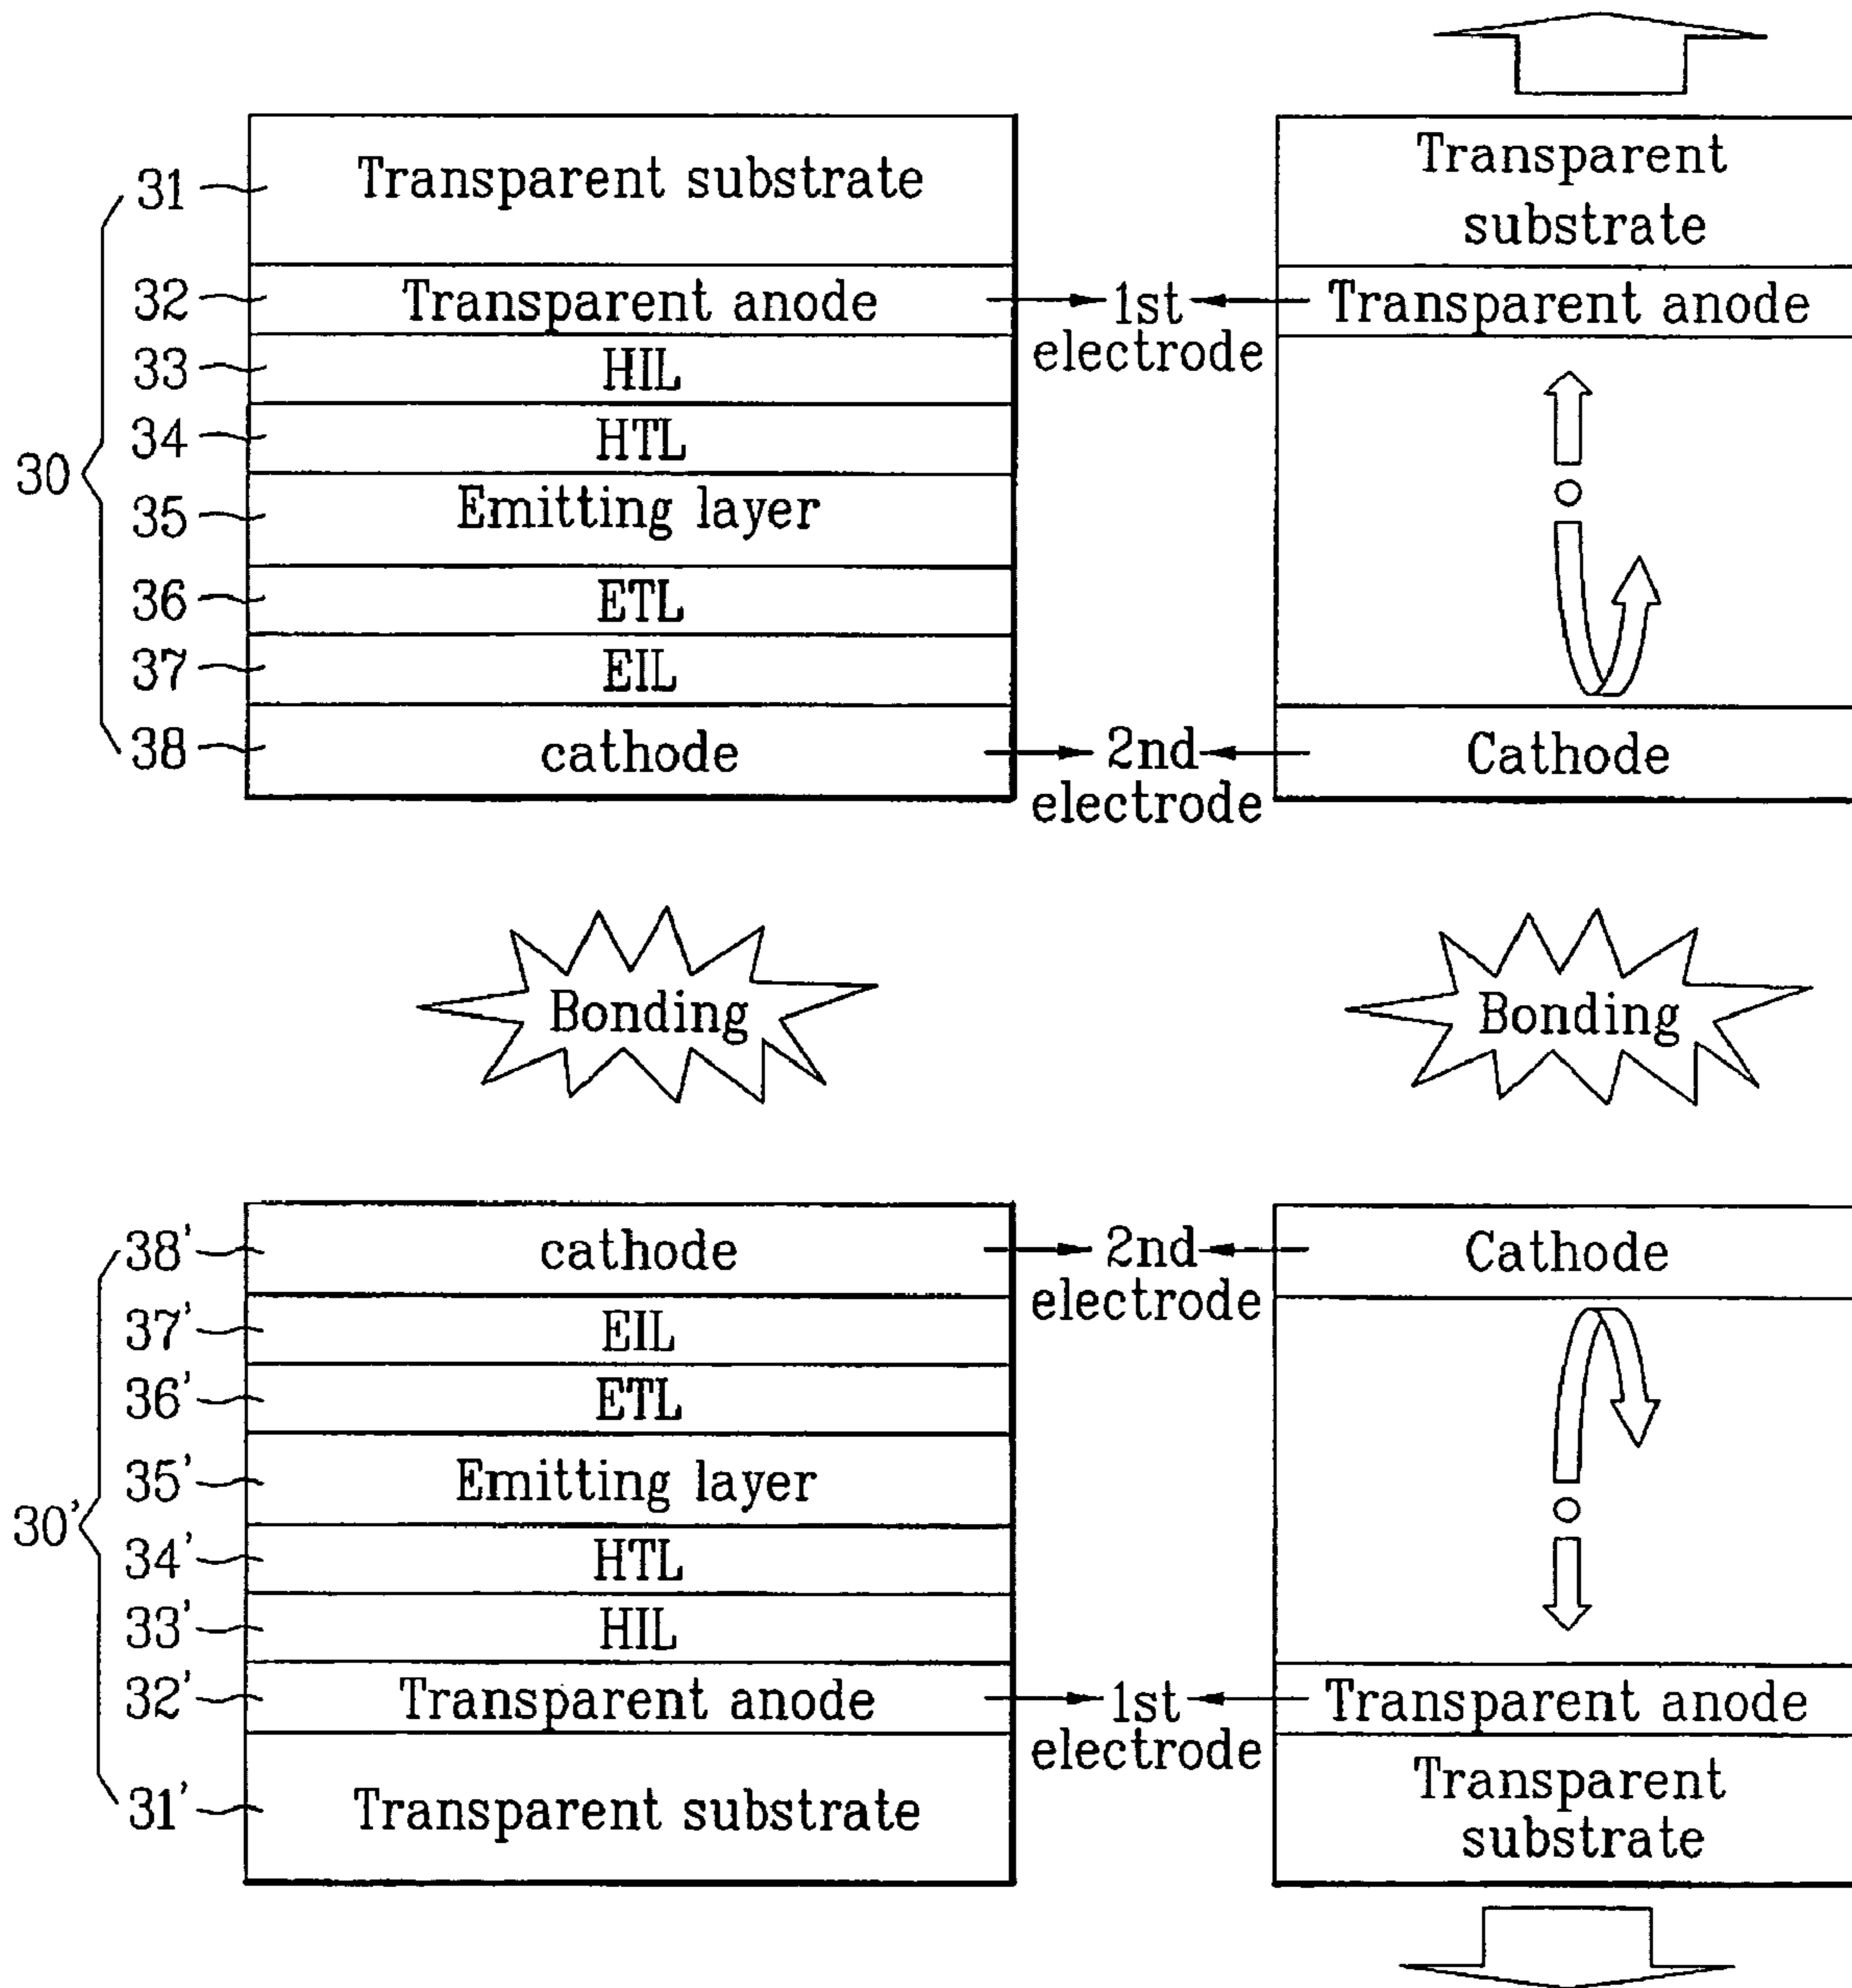 30
31 Transparent substrate
32 Transparent anode
33 HIL
34 HTL
35 Emitting layer
36 ETL
37 EIL
38 cathode
1st
electrode
2nd
electrode
Transparent
substrate
Transparent anode
Cathode
Bonding
Bonding
30'
38' cathode
37' EIL
36' ETL
35' Emitting layer
34' HTL
33' HIL
32' Transparent anode
31' Transparent substrate
2nd
electrode
1st
electrode
Cathode
Transparent anode
Transparent
substrate